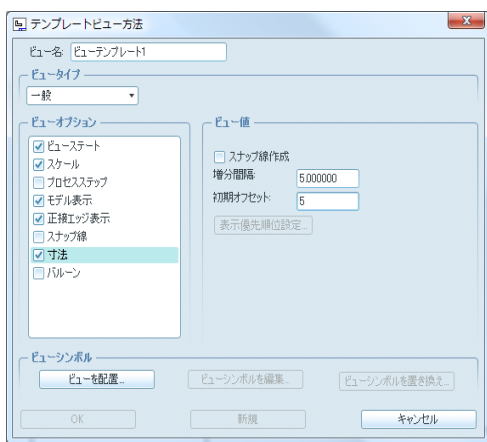 テンプレートビュー方法
ビュー名: ビューテンプレート1
ビュータイプ
一般
ビューオプション
ビューステート
スケール
プロセスステップ
モデル表示
正接エッジ表示
スナップ線
寸法
バルーン
ビュー値
スナップ線作成
増分間隔: 5.000000
初期オフセット: 5
表示優先順位設定...
ビューシンボル
ビューを配置... ビューシンボルを編集... ビューシンボルを置き換え...
OK 新規 キャンセル